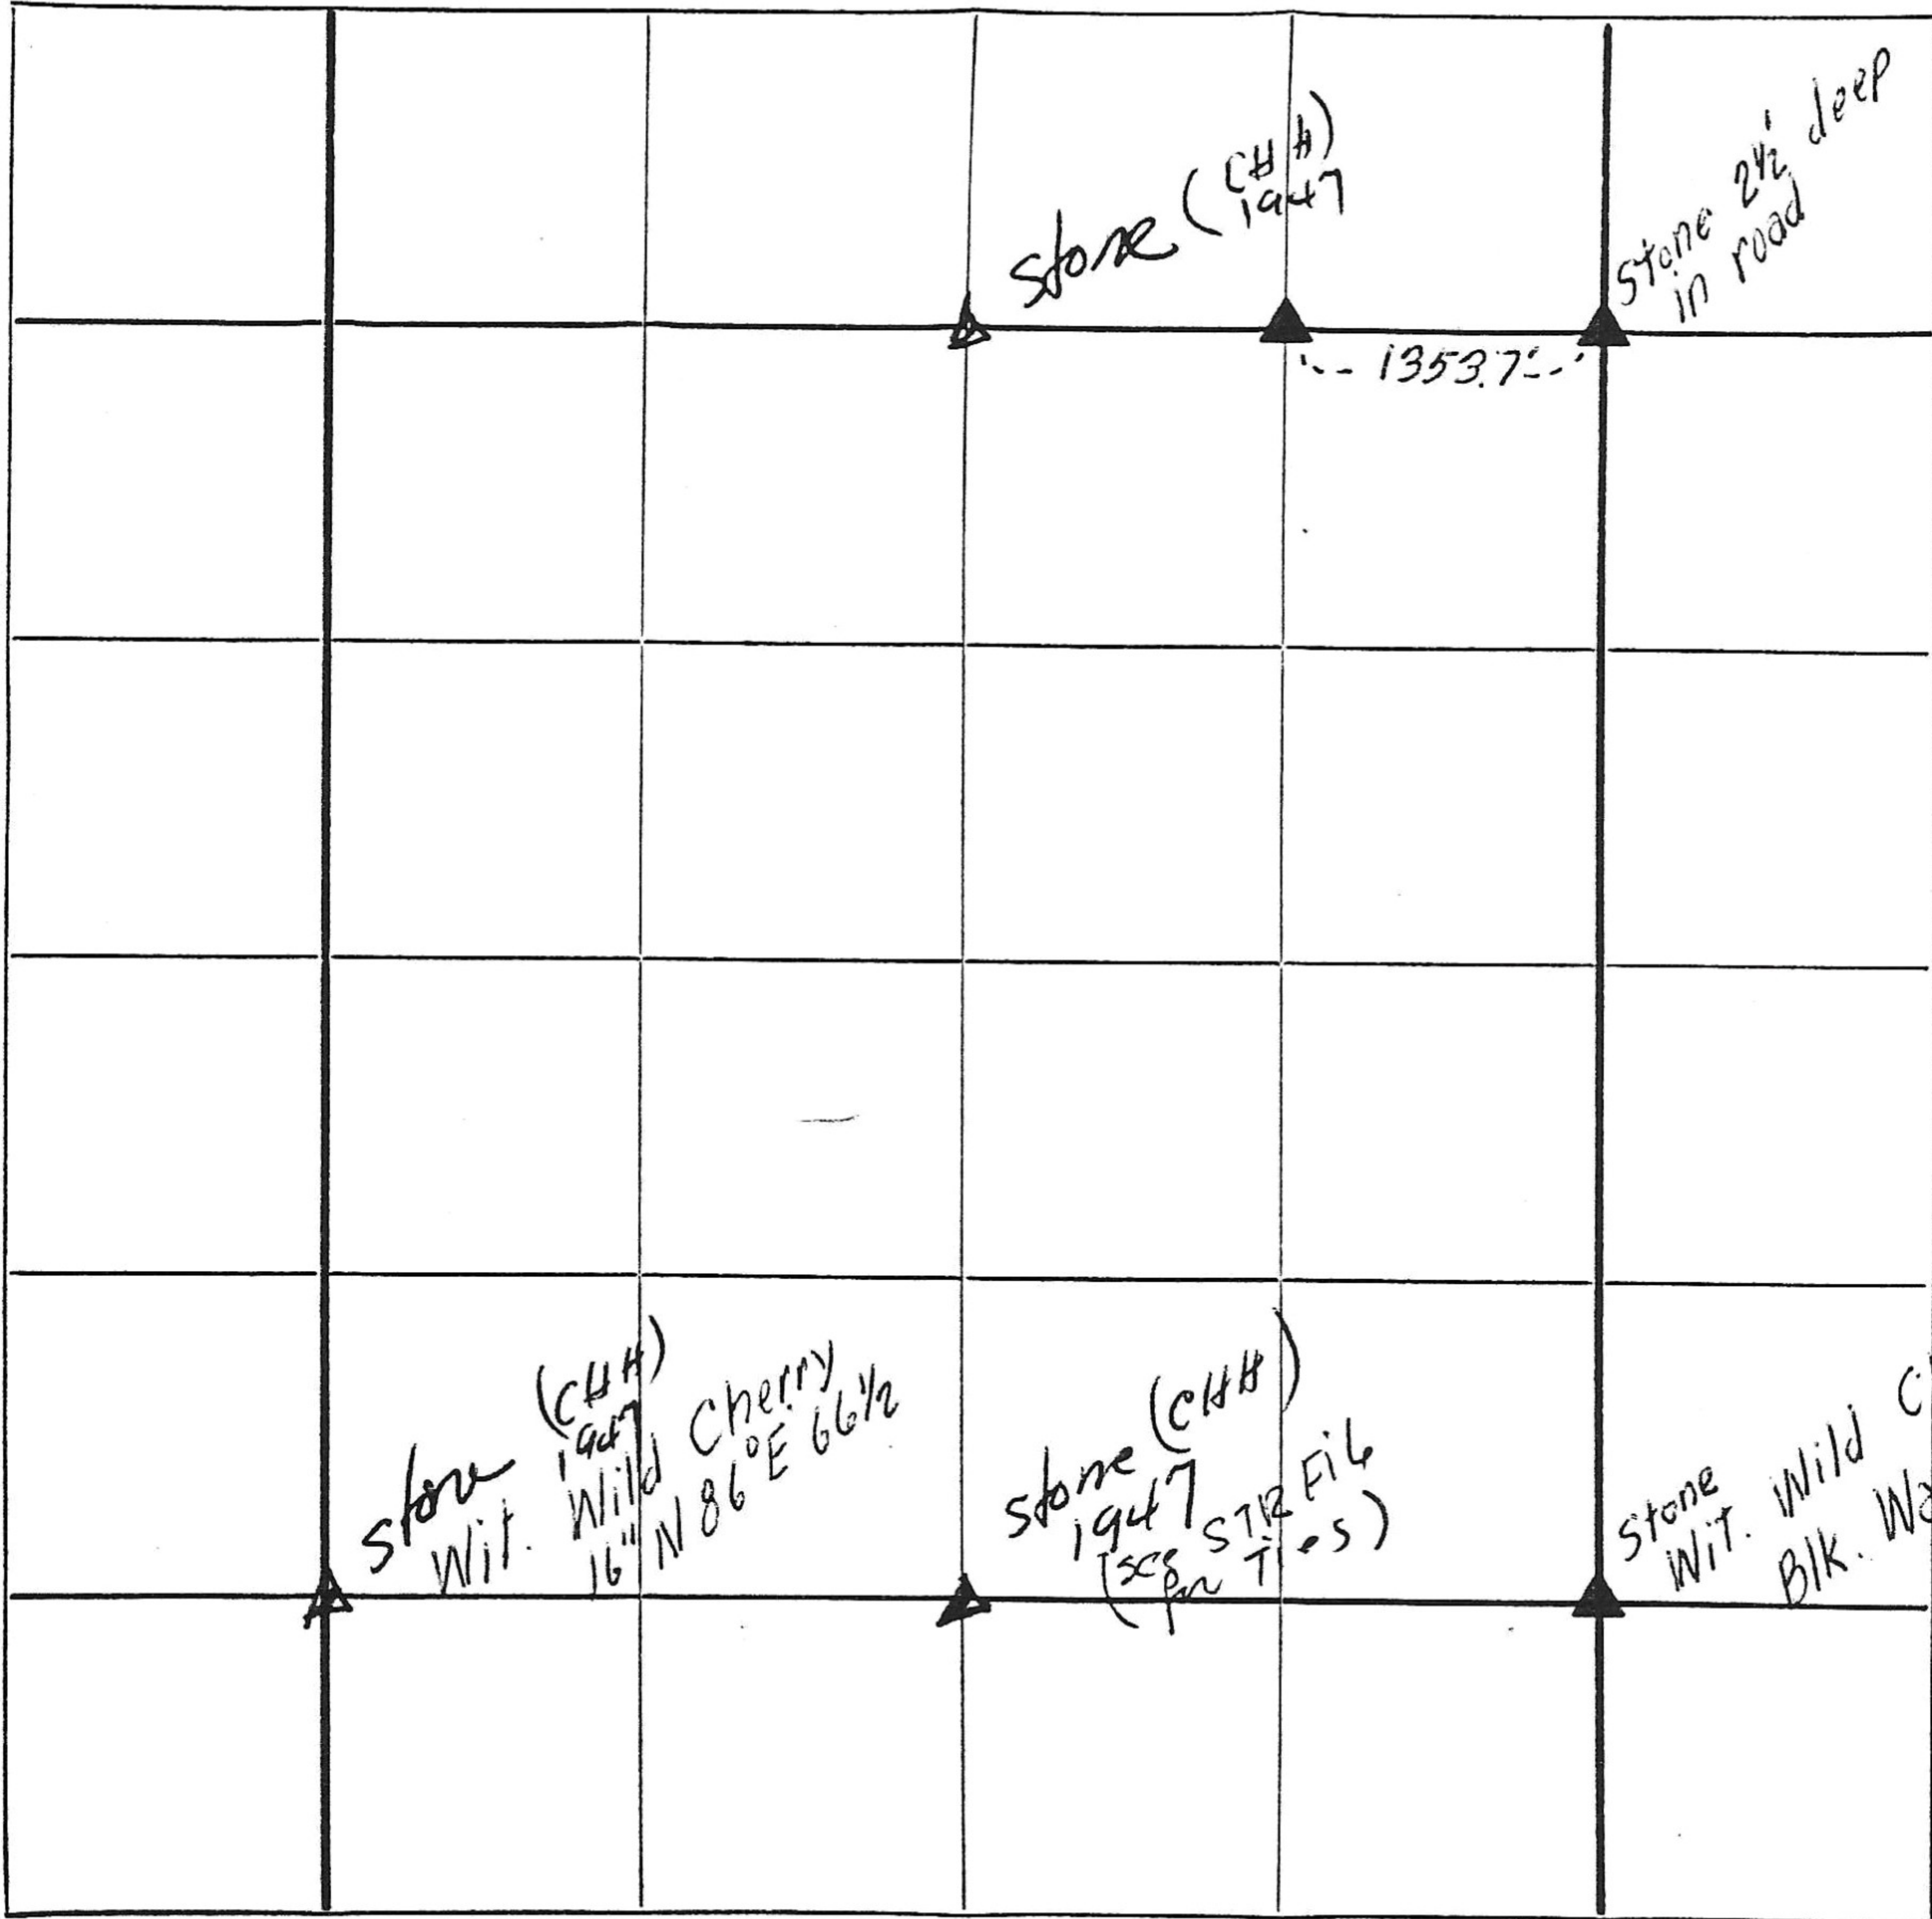 stone (CHH)
1947
Stone 2½' deep
in road
1353.7'
stone (CHH)
1947
Wit. Wild Cherry
16" N 86°E 66½
stone (CHH)
1947
(see STR File
for Ties)
Stone
Wit. Wild
Blk.